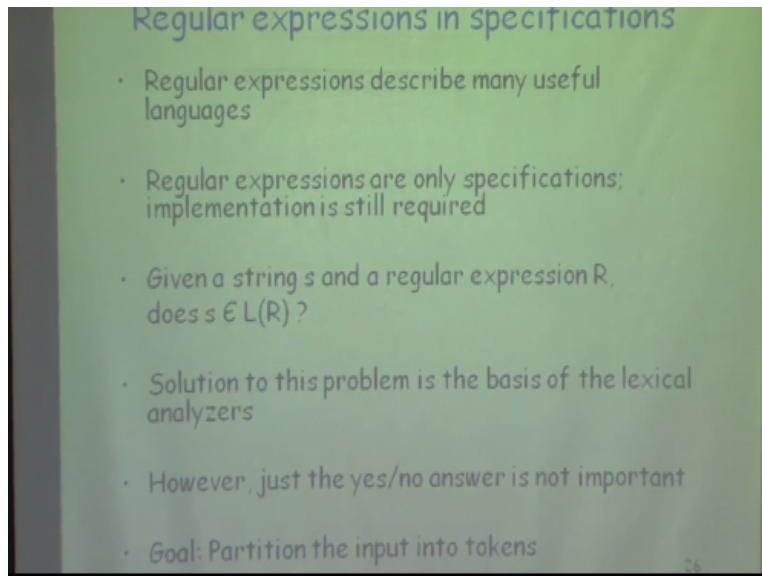 Regular expressions in specifications
• Regular expressions describe many useful
languages
• Regular expressions are only specifications;
implementation is still required
• Given a string s and a regular expression R,
does s ∈ L(R) ?
• Solution to this problem is the basis of the lexical
analyzers
• However, just the yes/no answer is not important
• Goal: Partition the input into tokens
26